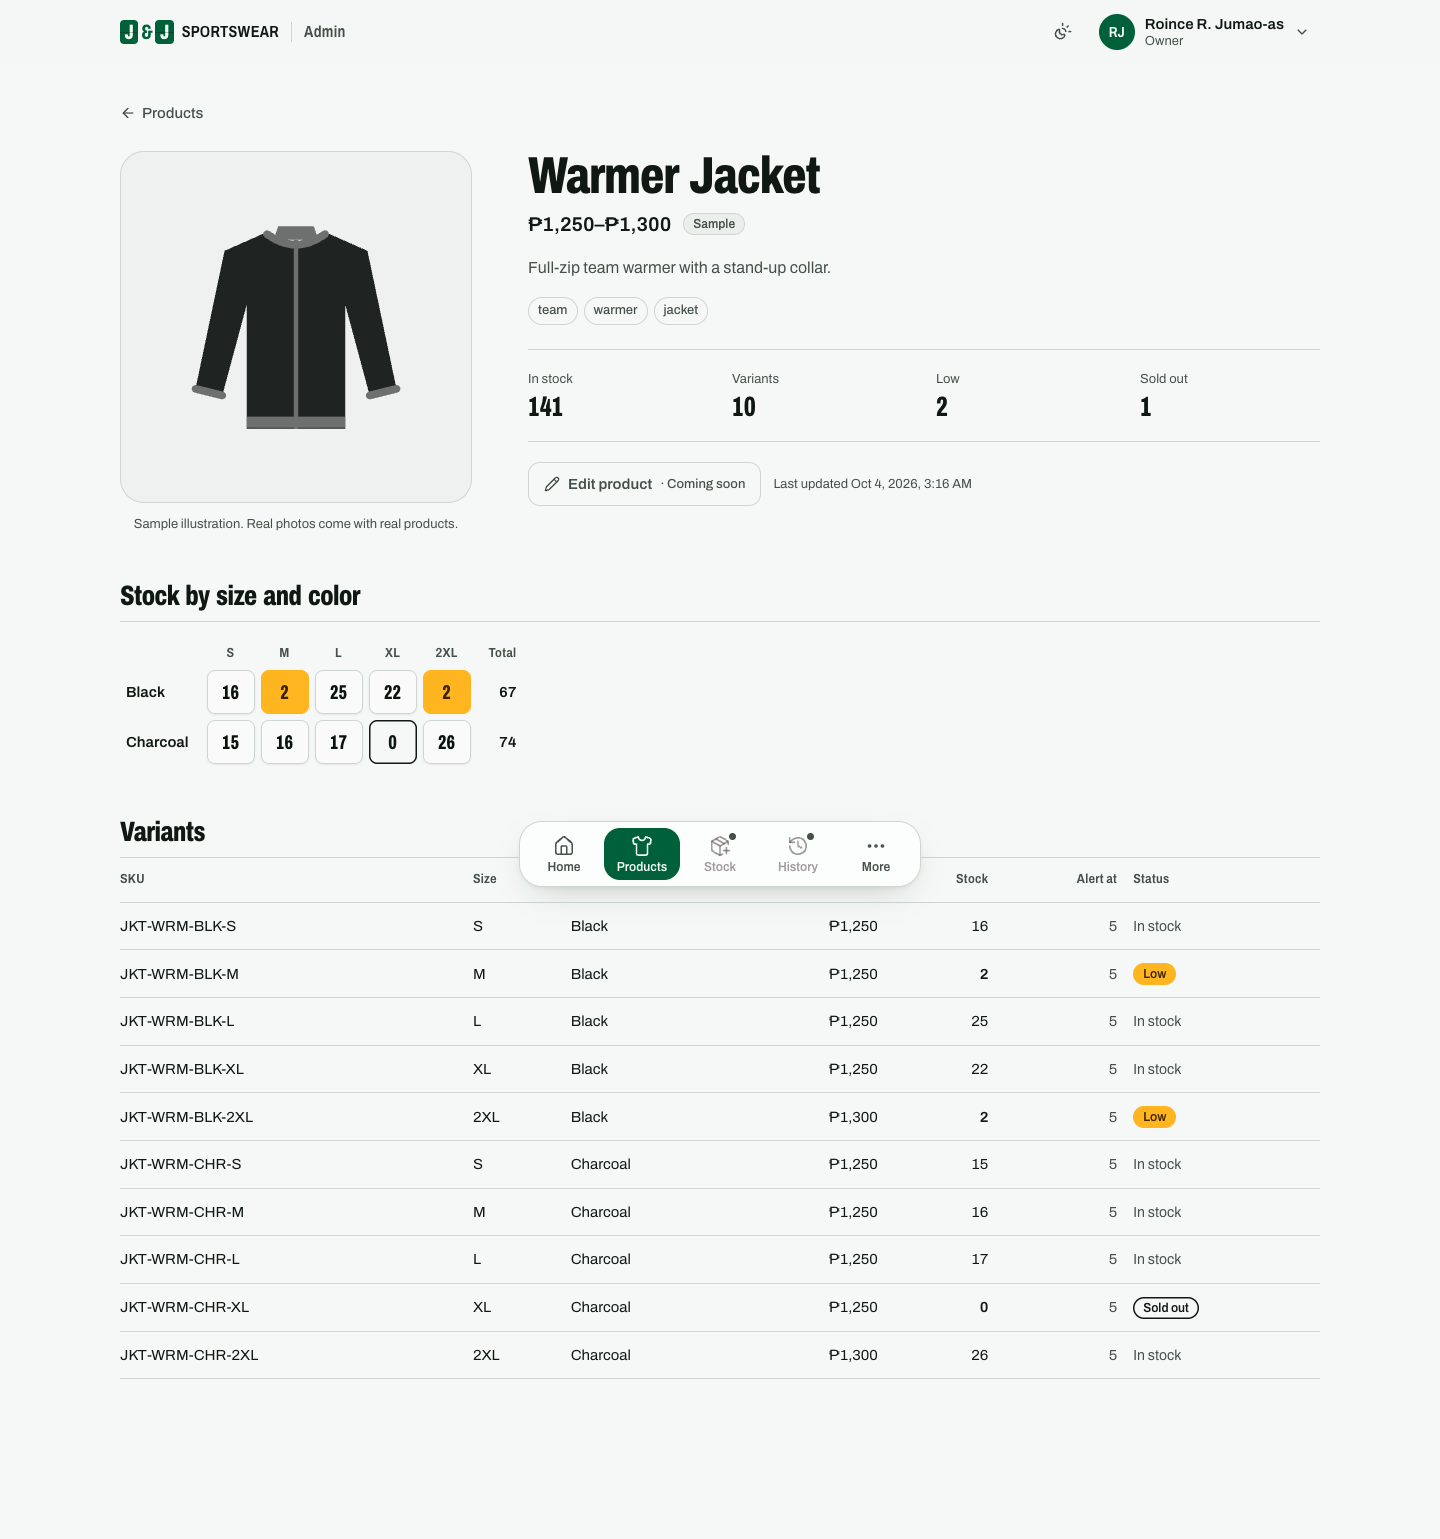 J & J SPORTSWEAR Admin
RJ Roince R. Jumao-as
Owner
Products
Warmer Jacket
₱1,250–₱1,300 Sample
Full-zip team warmer with a stand-up collar.
team warmer jacket
In stock Variants Low Sold out
141 10 2 1
Edit product · Coming soon Last updated Oct 4, 2026, 3:16 AM
Sample illustration. Real photos come with real products.
Stock by size and color
S M L XL 2XL Total
Black 16 2 25 22 2 67
Charcoal 15 16 17 0 26 74
Variants
Home Products Stock History More
SKU Size Stock Alert at Status
JKT-WRM-BLK-S S Black ₱1,250 16 5 In stock
JKT-WRM-BLK-M M Black ₱1,250 2 5 Low
JKT-WRM-BLK-L L Black ₱1,250 25 5 In stock
JKT-WRM-BLK-XL XL Black ₱1,250 22 5 In stock
JKT-WRM-BLK-2XL 2XL Black ₱1,300 2 5 Low
JKT-WRM-CHR-S S Charcoal ₱1,250 15 5 In stock
JKT-WRM-CHR-M M Charcoal ₱1,250 16 5 In stock
JKT-WRM-CHR-L L Charcoal ₱1,250 17 5 In stock
JKT-WRM-CHR-XL XL Charcoal ₱1,250 0 5 Sold out
JKT-WRM-CHR-2XL 2XL Charcoal ₱1,300 26 5 In stock